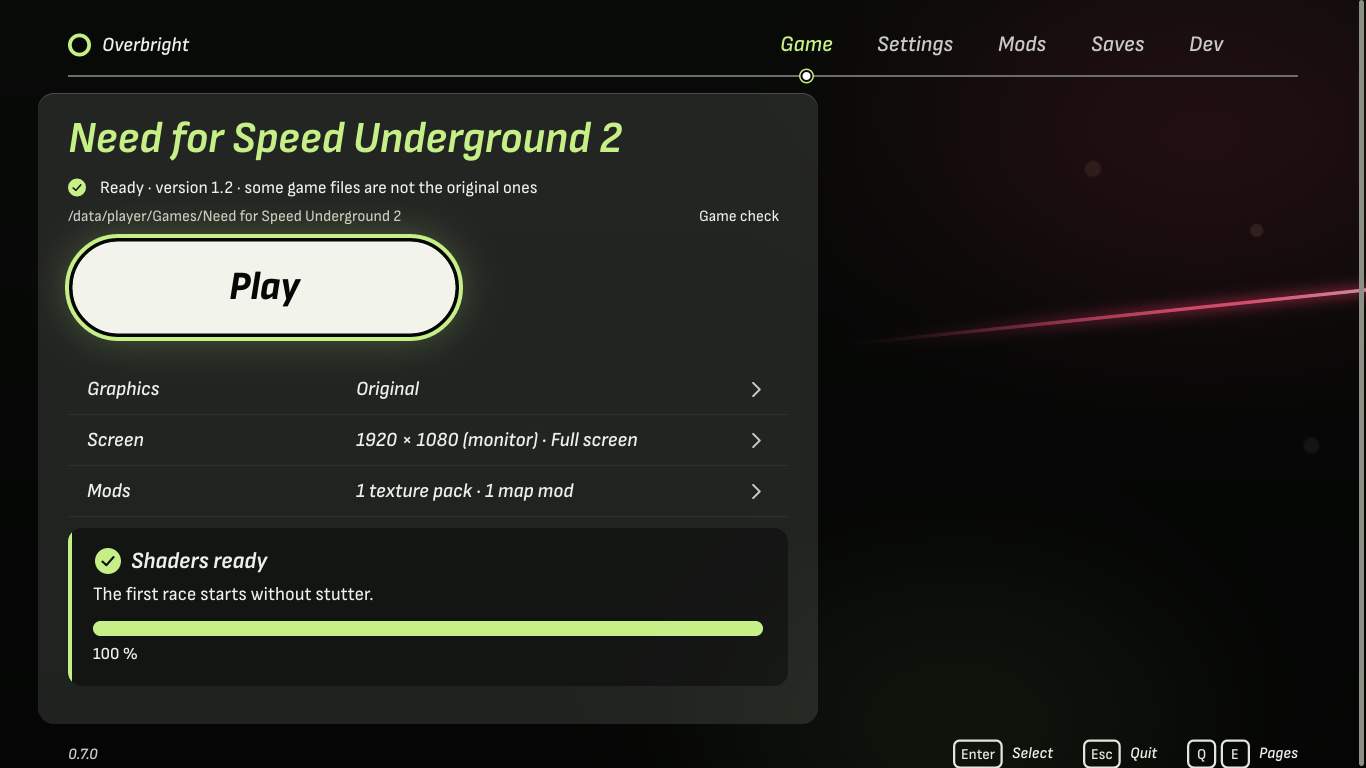 Overbright
Game Settings Mods Saves Dev
Need for Speed Underground 2
Ready · version 1.2 · some game files are not the original ones
/data/player/Games/Need for Speed Underground 2 Game check
Play
Graphics Original
Screen 1920 × 1080 (monitor) · Full screen
Mods 1 texture pack · 1 map mod
Shaders ready
The first race starts without stutter.
100 %
0.7.0 Enter Select Esc Quit Q E Pages